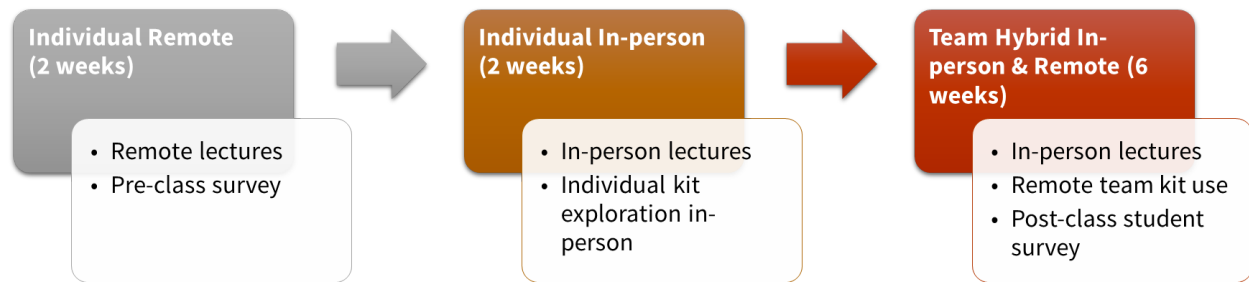 Individual Remote
(2 weeks)
• Remote lectures
• Pre-class survey
Individual In-person
(2 weeks)
• In-person lectures
• Individual kit
exploration in-
person
Team Hybrid In-
person & Remote (6
weeks)
• In-person lectures
• Remote team kit use
• Post-class student
survey